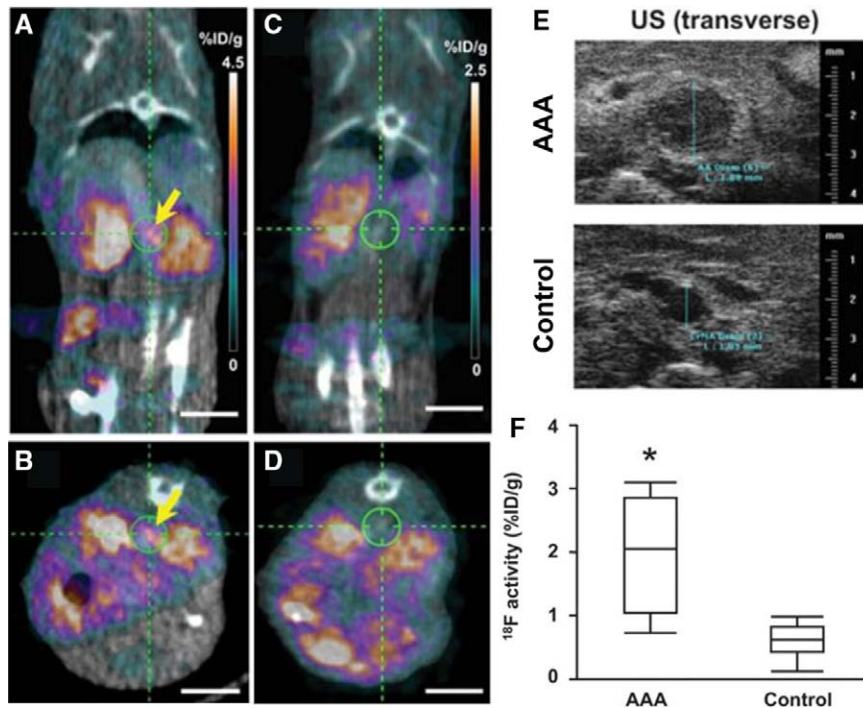 A
%ID/g
4.5
0
C
%ID/g
2.5
0
B
D
E
US (transverse)
AAA
mm
1
2
3
4
Control
mm
1
2
3
4
F
¹⁸F activity (%ID/g)
4
3
2
1
0
*
AAA
Control